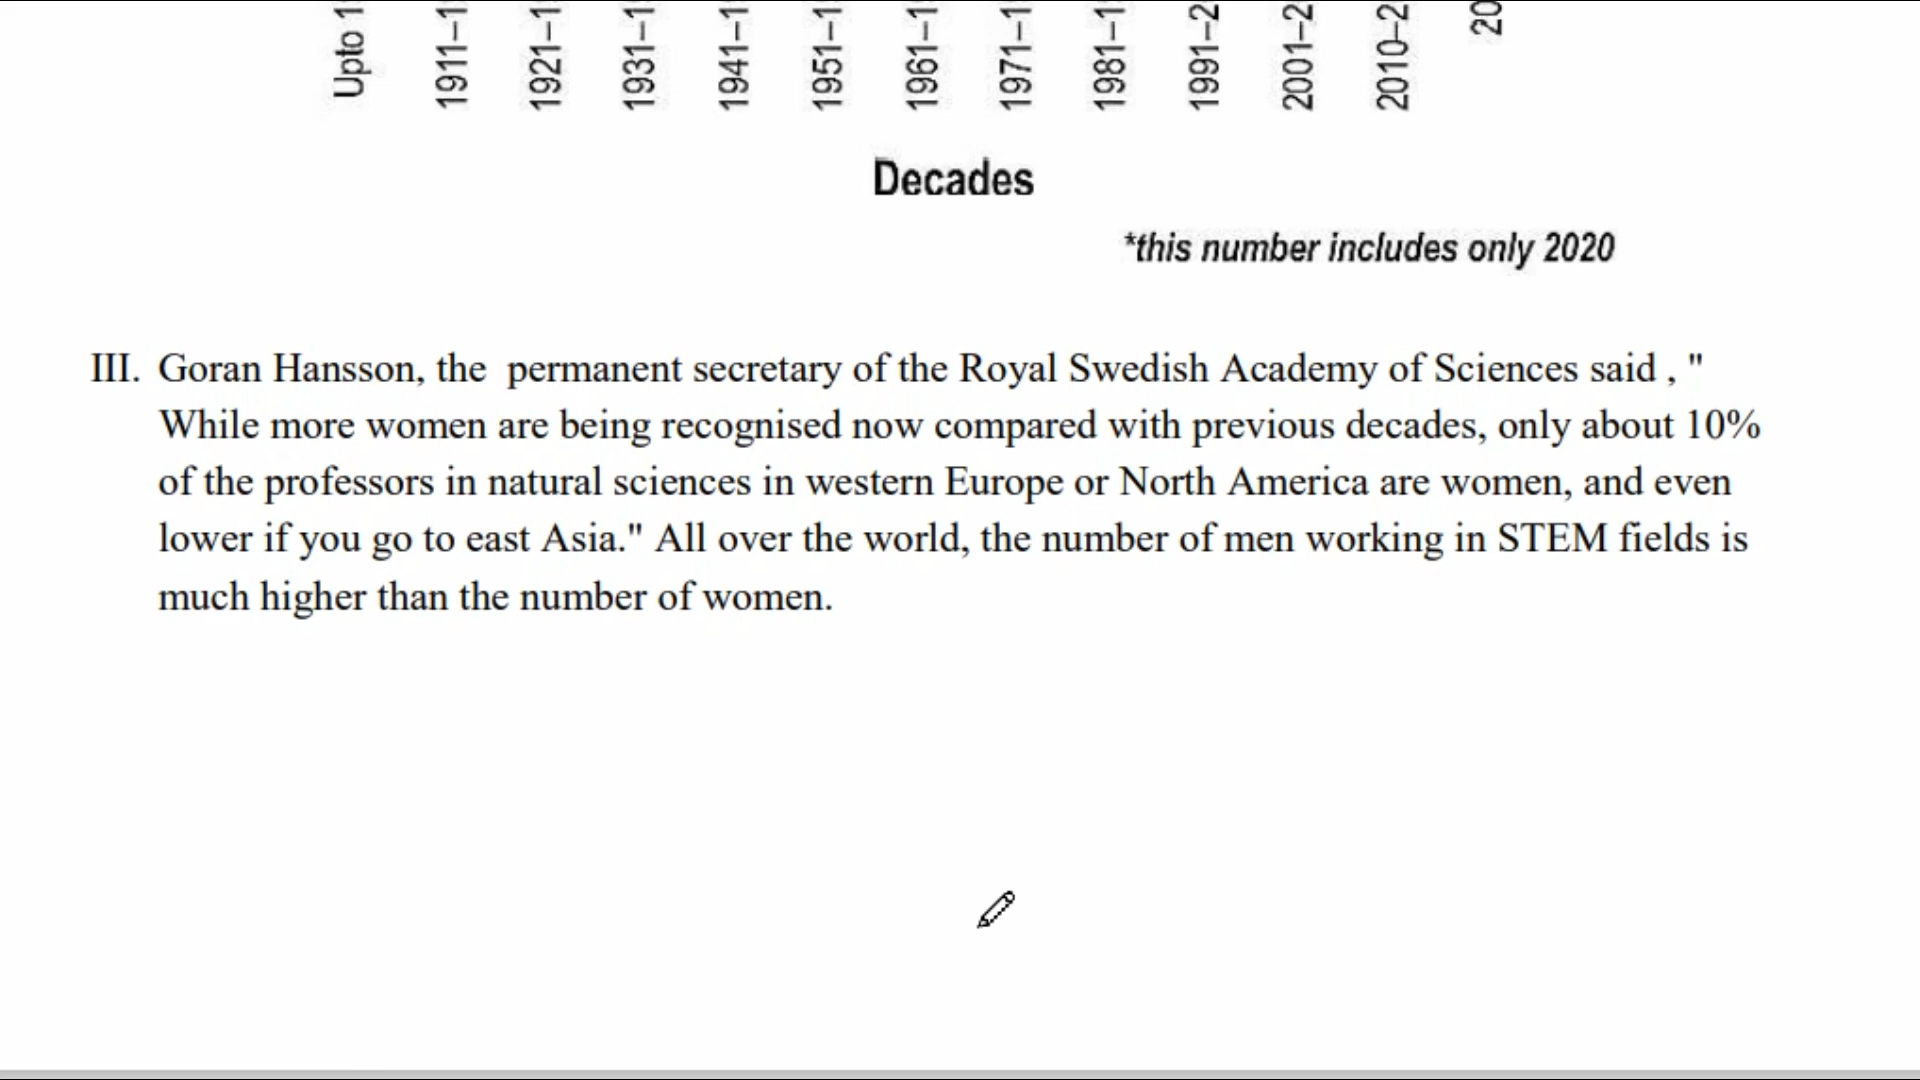 Upto 1
1911–1
1921–1
1931–1
1941–1
1951–1
1961–1
1971–1
1981–1
1991–2
2001–2
2010–2
20
Decades
*this number includes only 2020
III. Goran Hansson, the permanent secretary of the Royal Swedish Academy of Sciences said , "
While more women are being recognised now compared with previous decades, only about 10%
of the professors in natural sciences in western Europe or North America are women, and even
lower if you go to east Asia." All over the world, the number of men working in STEM fields is
much higher than the number of women.